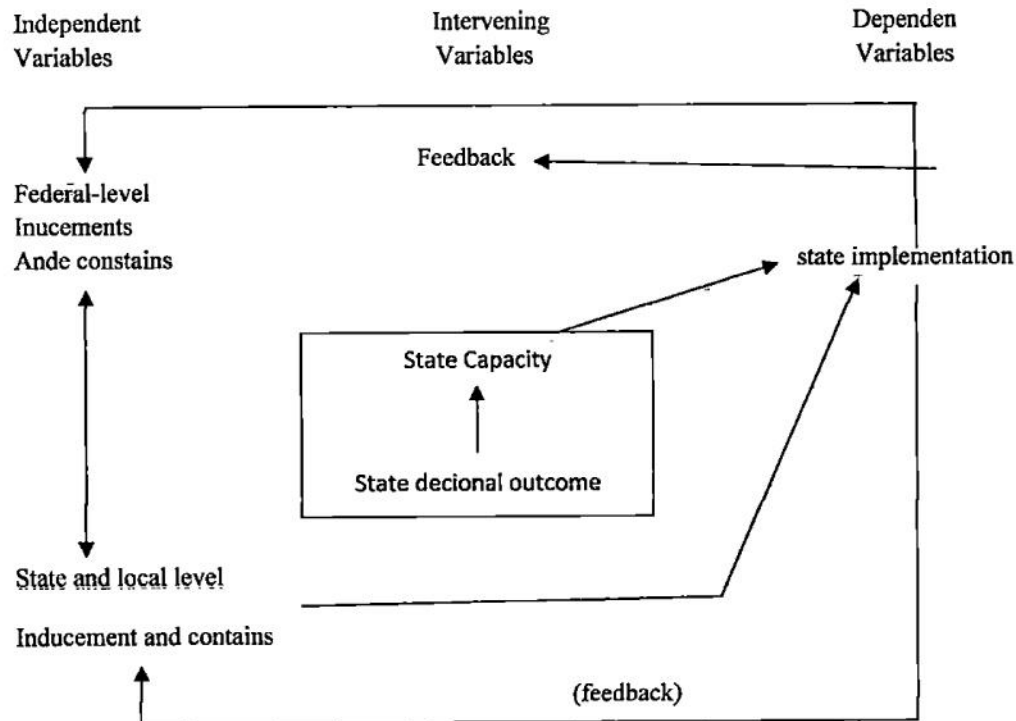 Independent
Variables
Intervening
Variables
Dependen
Variables
Feedback
Federal-level
Inucements
Ande constains
state implementation
State Capacity
State decional outcome
State and local level
Inducement and contains
(feedback)